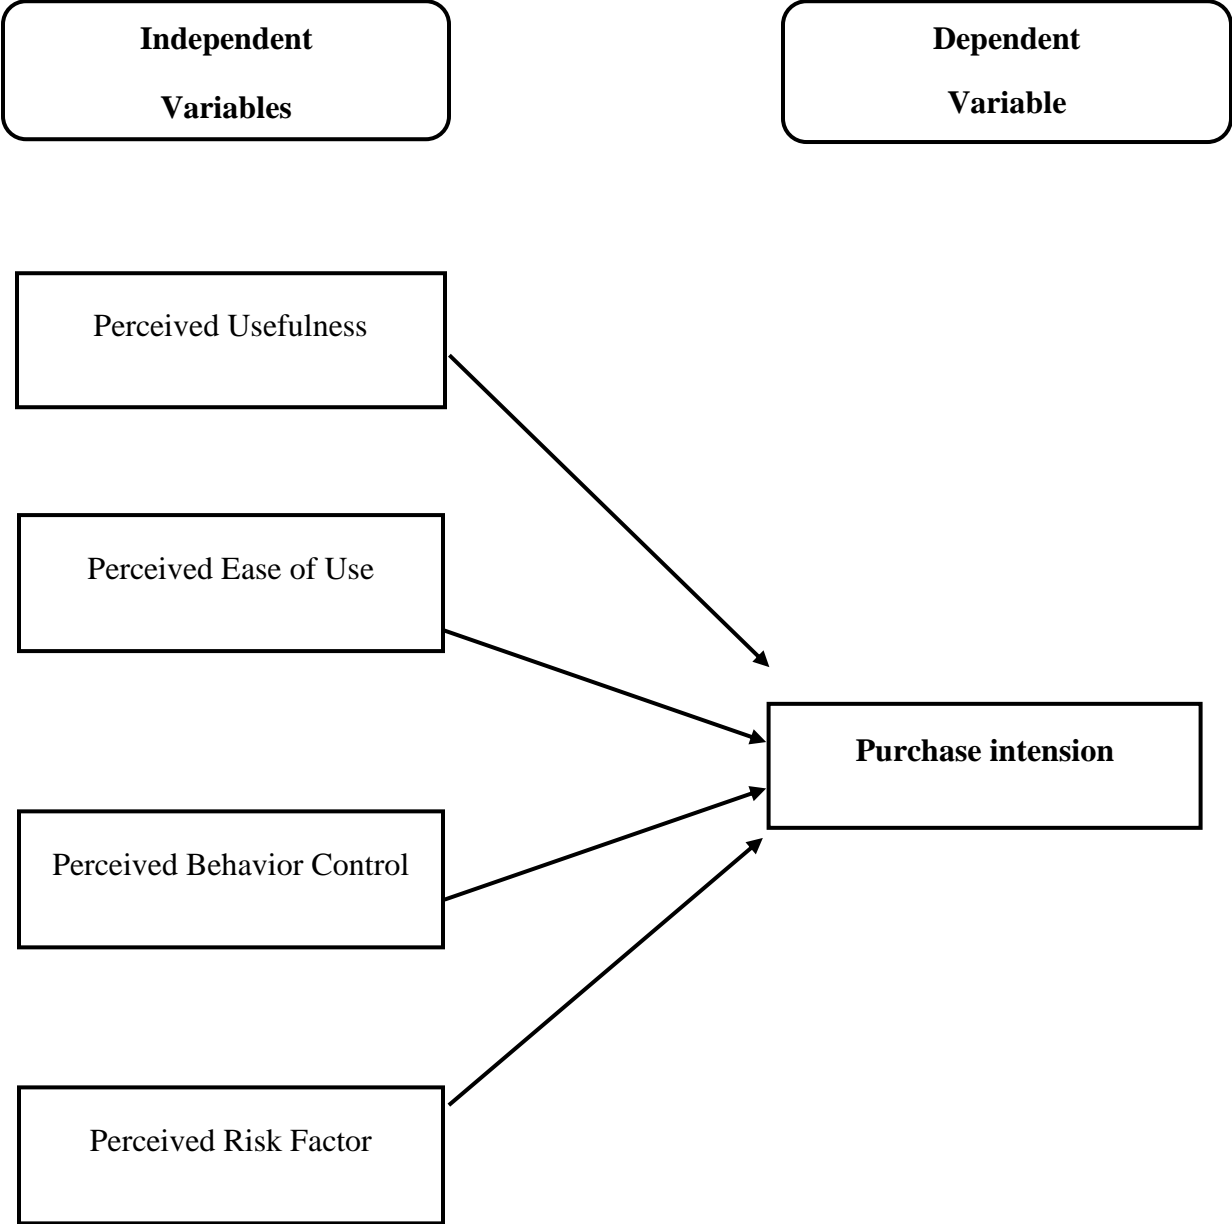 Independent
Variables
Dependent
Variable
Perceived Usefulness
Perceived Ease of Use
Purchase intension
Perceived Behavior Control
Perceived Risk Factor